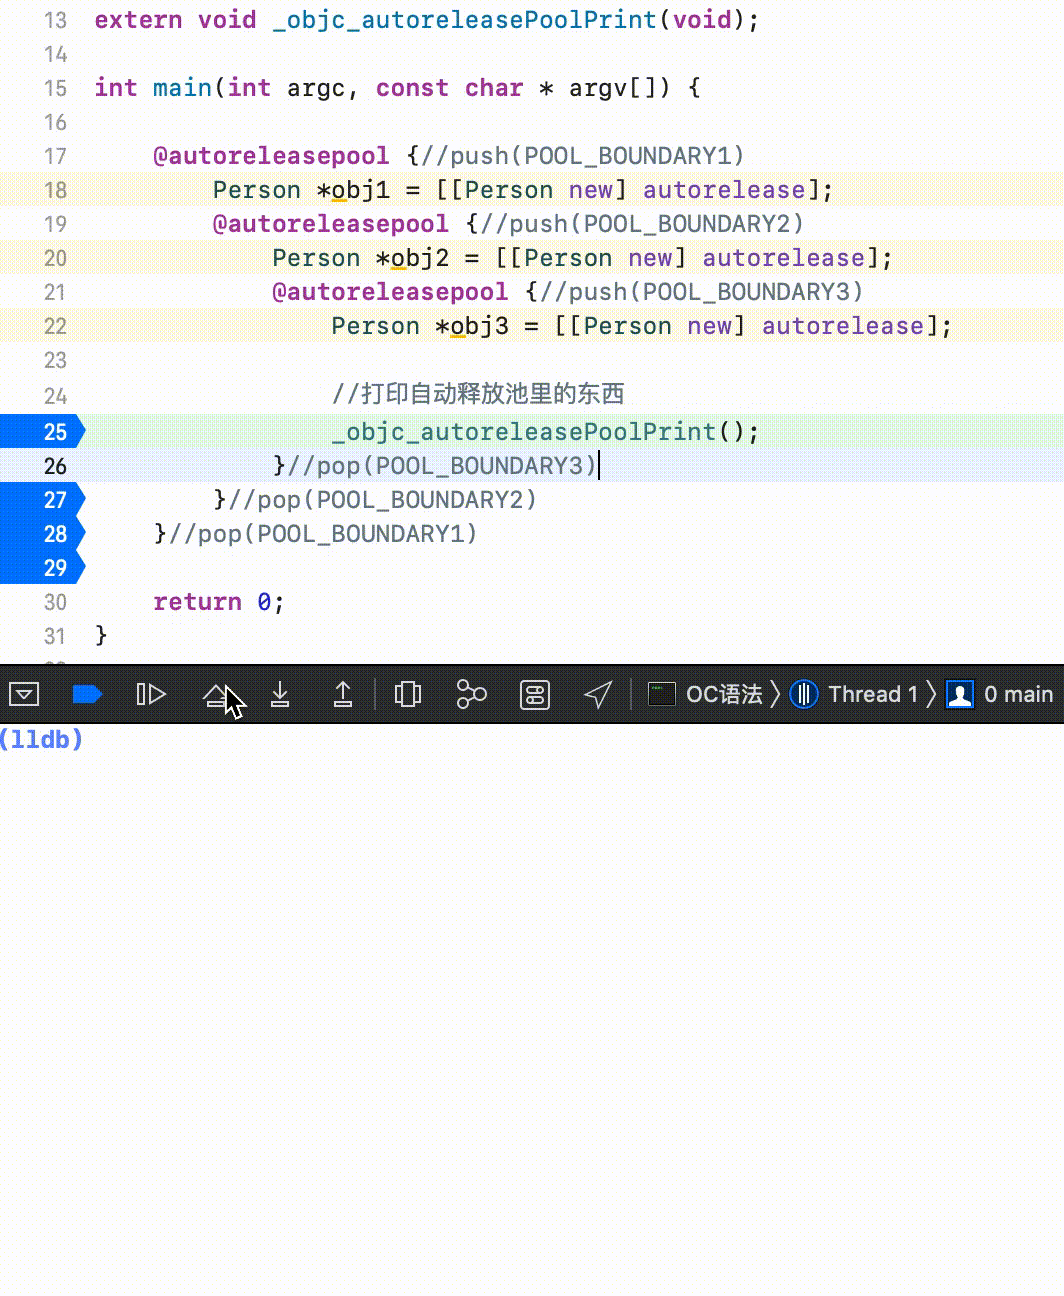 13 extern void _objc_autoreleasePoolPrint(void);
14
15 int main(int argc, const char * argv[]) {
16
17 @autoreleasepool {//push(POOL_BOUNDARY1)
18 Person *obj1 = [[Person new] autorelease];
19 @autoreleasepool {//push(POOL_BOUNDARY2)
20 Person *obj2 = [[Person new] autorelease];
21 @autoreleasepool {//push(POOL_BOUNDARY3)
22 Person *obj3 = [[Person new] autorelease];
23
24 //打印自动释放池里的东西
25 _objc_autoreleasePoolPrint();
26 }//pop(POOL_BOUNDARY3)
27 }//pop(POOL_BOUNDARY2)
28 }//pop(POOL_BOUNDARY1)
29
30 return 0;
31 }
OC语法 〉 Thread 1 〉 0 main
(lldb)